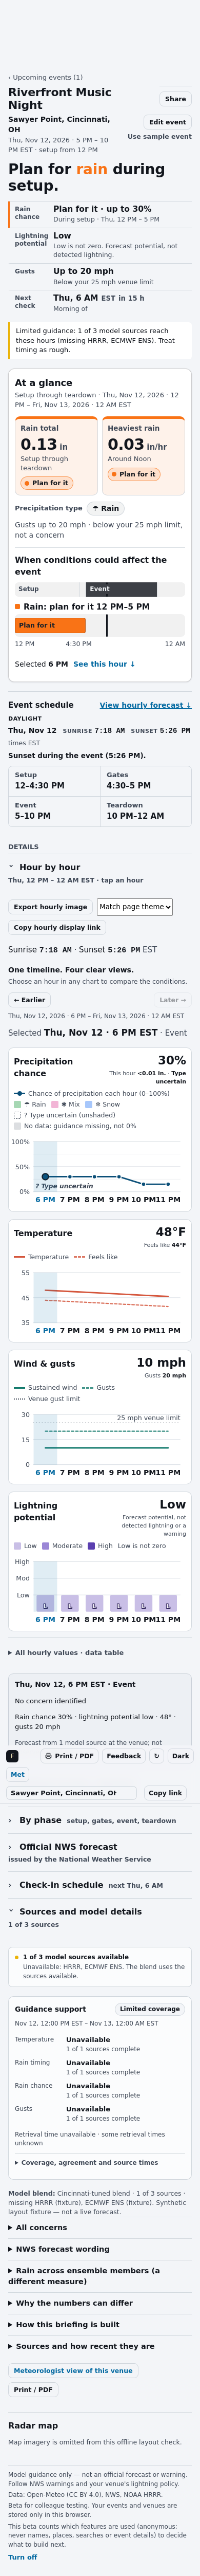 ‹ Upcoming events (1)
Riverfront Music
Night
Share
Sawyer Point, Cincinnati,
OH
Edit event
Thu, Nov 12, 2026 · 5 PM – 10
PM EST · setup from 12 PM
Use sample event
Plan for rain during
setup.
Rain
chance
Plan for it · up to 30%
During setup · Thu, 12 PM – 5 PM
Lightning
potential
Low
Low is not zero. Forecast potential, not
detected lightning.
Gusts
Up to 20 mph
Below your 25 mph venue limit
Next
check
Thu, 6 AM EST in 15 h
Morning of
Limited guidance: 1 of 3 model sources reach
these hours (missing HRRR, ECMWF ENS). Treat
timing as rough.
At a glance
Setup through teardown · Thu, Nov 12, 2026 · 12
PM – Fri, Nov 13, 2026 · 12 AM EST
Rain total
0.13 in
Setup through
teardown
Plan for it
Heaviest rain
0.03 in/hr
Around Noon
Plan for it
Precipitation type
☂ Rain
Gusts up to 20 mph · below your 25 mph limit,
not a concern
When conditions could affect the
event
Setup
Event
Rain: plan for it 12 PM–5 PM
Plan for it
12 PM
4:30 PM
12 AM
Selected 6 PM See this hour ↓
Event schedule
View hourly forecast ↓
DAYLIGHT
Thu, Nov 12 SUNRISE 7:18 AM SUNSET 5:26 PM
times EST
Sunset during the event (5:26 PM).
Setup
12–4:30 PM
Gates
4:30–5 PM
Event
5–10 PM
Teardown
10 PM–12 AM
DETAILS
Hour by hour
Thu, 12 PM – 12 AM EST · tap an hour
Export hourly image
Match page theme
Copy hourly display link
Sunrise 7:18 AM · Sunset 5:26 PM EST
One timeline. Four clear views.
Choose an hour in any chart to compare the conditions.
← Earlier
Later →
Thu, Nov 12, 2026 · 6 PM – Fri, Nov 13, 2026 · 12 AM EST
Selected Thu, Nov 12 · 6 PM EST · Event
Precipitation
chance
30%
This hour <0.01 in. · Type
uncertain
Chance of precipitation each hour (0–100%)
☂ Rain ✱ Mix ❄ Snow
? Type uncertain (unshaded)
No data: guidance missing, not 0%
100%
50%
0%
? Type uncertain
6 PM 7 PM 8 PM 9 PM 10 PM 11 PM
Temperature
48°F
Feels like 44°F
Temperature Feels like
55
45
35
6 PM 7 PM 8 PM 9 PM 10 PM 11 PM
Wind & gusts
10 mph
Gusts 20 mph
Sustained wind Gusts
Venue gust limit
30
25 mph venue limit
15
0
6 PM 7 PM 8 PM 9 PM 10 PM 11 PM
Lightning
potential
Low
Forecast potential, not
detected lightning or a
warning
Low Moderate High Low is not zero
High
Mod
Low
L L L L L L
6 PM 7 PM 8 PM 9 PM 10 PM 11 PM
All hourly values · data table
Thu, Nov 12, 6 PM EST · Event
No concern identified
Rain chance 30% · lightning potential low · 48° ·
gusts 20 mph
Forecast from 1 model source at the venue; not
F
Print / PDF
Feedback
↻
Dark
Met
Sawyer Point, Cincinnati, OH
Copy link
By phase setup, gates, event, teardown
Official NWS forecast
issued by the National Weather Service
Check-in schedule next Thu, 6 AM
Sources and model details
1 of 3 sources
1 of 3 model sources available
Unavailable: HRRR, ECMWF ENS. The blend uses the
sources available.
Guidance support
Limited coverage
Nov 12, 12:00 PM EST – Nov 13, 12:00 AM EST
Temperature
Unavailable
1 of 1 sources complete
Rain timing
Unavailable
1 of 1 sources complete
Rain chance
Unavailable
1 of 1 sources complete
Gusts
Unavailable
1 of 1 sources complete
Retrieval time unavailable · some retrieval times
unknown
Coverage, agreement and source times
Model blend: Cincinnati-tuned blend · 1 of 3 sources ·
missing HRRR (fixture), ECMWF ENS (fixture). Synthetic
layout fixture — not a live forecast.
All concerns
NWS forecast wording
Rain across ensemble members (a
different measure)
Why the numbers can differ
How this briefing is built
Sources and how recent they are
Meteorologist view of this venue
Print / PDF
Radar map
Map imagery is omitted from this offline layout check.
Model guidance only — not an official forecast or warning.
Follow NWS warnings and your venue's lightning policy.
Data: Open-Meteo (CC BY 4.0), NWS, NOAA HRRR.
Beta for colleague testing. Your events and venues are
stored only in this browser.
This beta counts which features are used (anonymous;
never names, places, searches or event details) to decide
what to build next.
Turn off